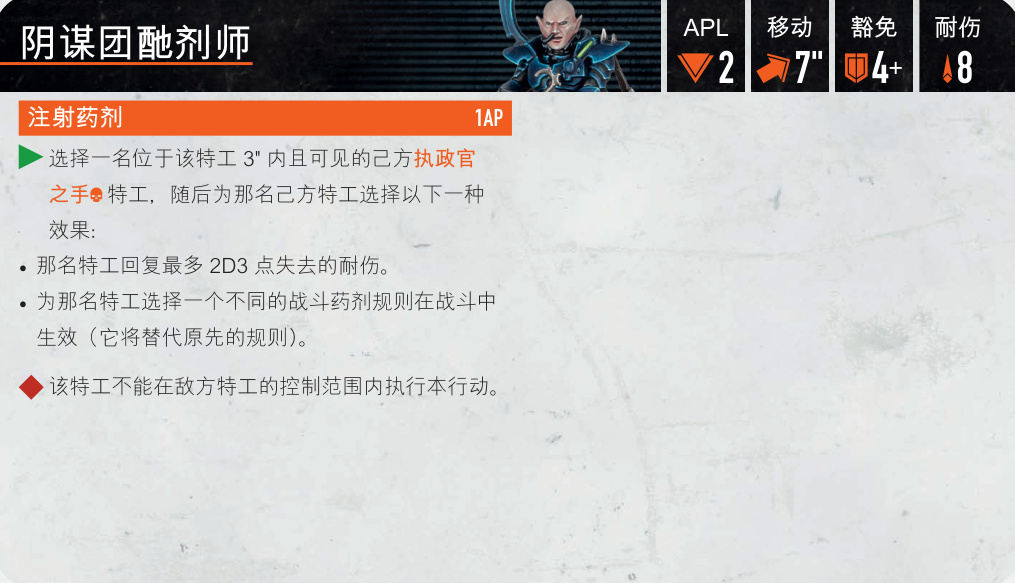 阴谋团酏剂师
APL
2
移动
7"
豁免
4+
耐伤
8
注射药剂 1AP
选择一名位于该特工 3" 内且可见的己方执政官
之手特工，随后为那名己方特工选择以下一种
效果:
• 那名特工回复最多 2D3 点失去的耐伤。
• 为那名特工选择一个不同的战斗药剂规则在战斗中
生效（它将替代原先的规则）。
该特工不能在敌方特工的控制范围内执行本行动。